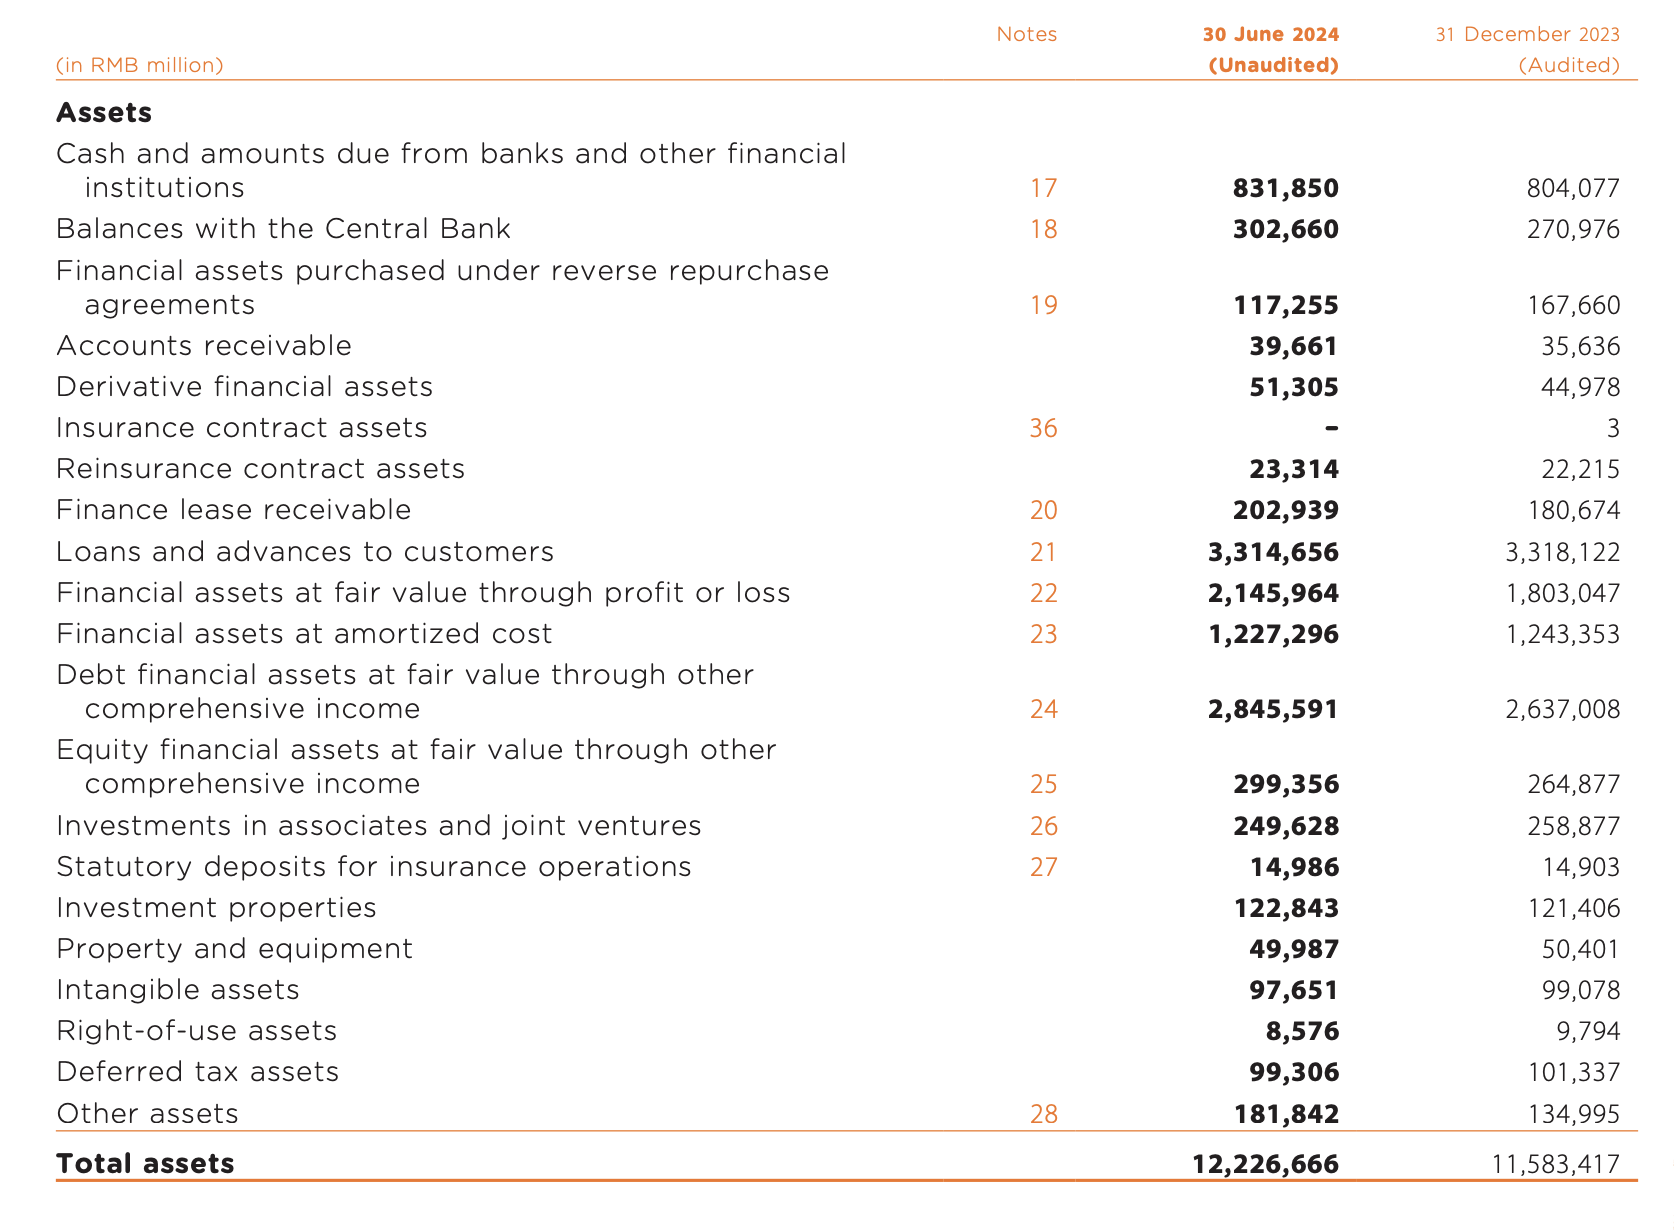 Notes 30 June 2024 31 December 2023
(in RMB million) (Unaudited) (Audited)
Assets
Cash and amounts due from banks and other financial
institutions 17 831,850 804,077
Balances with the Central Bank 18 302,660 270,976
Financial assets purchased under reverse repurchase
agreements 19 117,255 167,660
Accounts receivable 39,661 35,636
Derivative financial assets 51,305 44,978
Insurance contract assets 36 – 3
Reinsurance contract assets 23,314 22,215
Finance lease receivable 20 202,939 180,674
Loans and advances to customers 21 3,314,656 3,318,122
Financial assets at fair value through profit or loss 22 2,145,964 1,803,047
Financial assets at amortized cost 23 1,227,296 1,243,353
Debt financial assets at fair value through other
comprehensive income 24 2,845,591 2,637,008
Equity financial assets at fair value through other
comprehensive income 25 299,356 264,877
Investments in associates and joint ventures 26 249,628 258,877
Statutory deposits for insurance operations 27 14,986 14,903
Investment properties 122,843 121,406
Property and equipment 49,987 50,401
Intangible assets 97,651 99,078
Right-of-use assets 8,576 9,794
Deferred tax assets 99,306 101,337
Other assets 28 181,842 134,995
Total assets 12,226,666 11,583,417